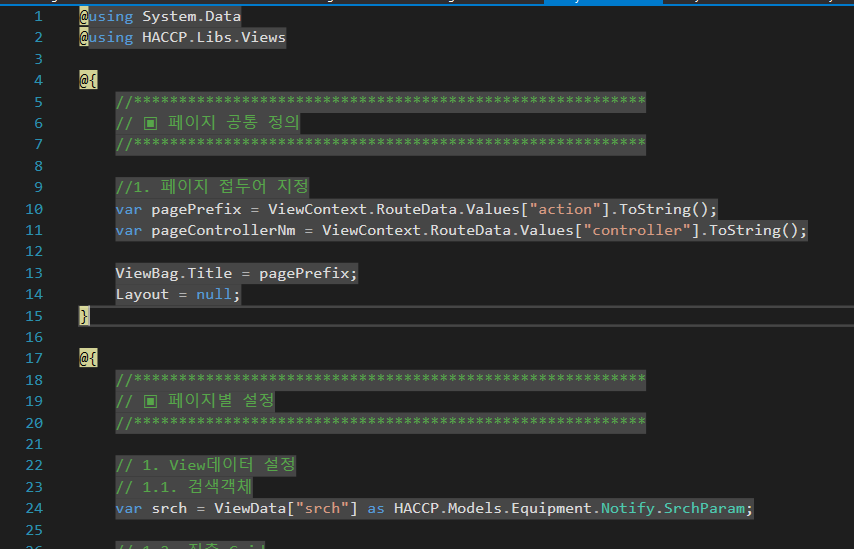 1 @using System.Data
2 @using HACCP.Libs.Views
3
4 @{
5 //*********************************************************
6 // ▣ 페이지 공통 정의
7 //*********************************************************
8
9 //1. 페이지 접두어 지정
10 var pagePrefix = ViewContext.RouteData.Values["action"].ToString();
11 var pageControllerNm = ViewContext.RouteData.Values["controller"].ToString();
12
13 ViewBag.Title = pagePrefix;
14 Layout = null;
15 }
16
17 @{
18 //*********************************************************
19 // ▣ 페이지별 설정
20 //*********************************************************
21
22 // 1. View데이터 설정
23 // 1.1. 검색객체
24 var srch = ViewData["srch"] as HACCP.Models.Equipment.Notify.SrchParam;
25